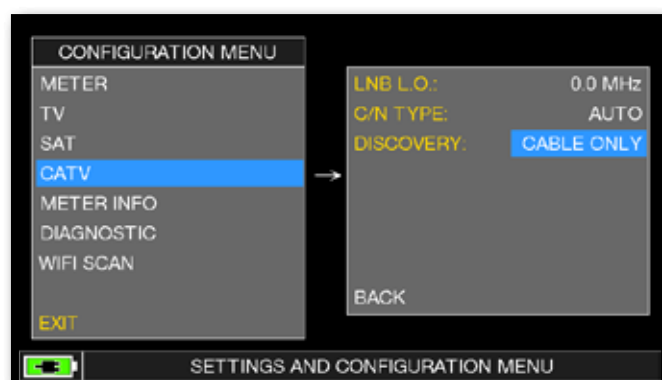 CONFIGURATION MENU
METER
TV
SAT
CATV
METER INFO
DIAGNOSTIC
WIFI SCAN
EXIT
LNB L.O.: 0.0 MHz
C/N TYPE: AUTO
DISCOVERY: CABLE ONLY
BACK
SETTINGS AND CONFIGURATION MENU